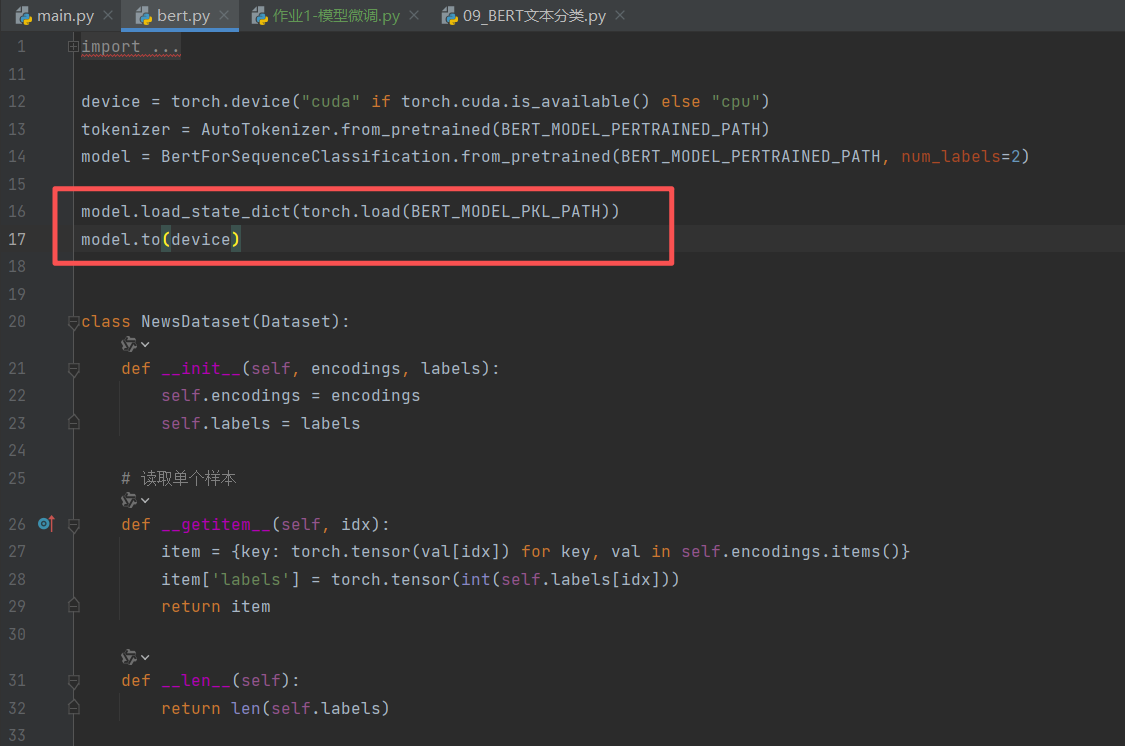 main.py bert.py 作业1-模型微调.py 09_BERT文本分类.py
1 import ...
11
12 device = torch.device("cuda" if torch.cuda.is_available() else "cpu")
13 tokenizer = AutoTokenizer.from_pretrained(BERT_MODEL_PERTRAINED_PATH)
14 model = BertForSequenceClassification.from_pretrained(BERT_MODEL_PERTRAINED_PATH, num_labels=2)
15
16 model.load_state_dict(torch.load(BERT_MODEL_PKL_PATH))
17 model.to(device)
18
19
20 class NewsDataset(Dataset):
21 def __init__(self, encodings, labels):
22 self.encodings = encodings
23 self.labels = labels
24
25 # 读取单个样本
26 def __getitem__(self, idx):
27 item = {key: torch.tensor(val[idx]) for key, val in self.encodings.items()}
28 item['labels'] = torch.tensor(int(self.labels[idx]))
29 return item
30
31 def __len__(self):
32 return len(self.labels)
33